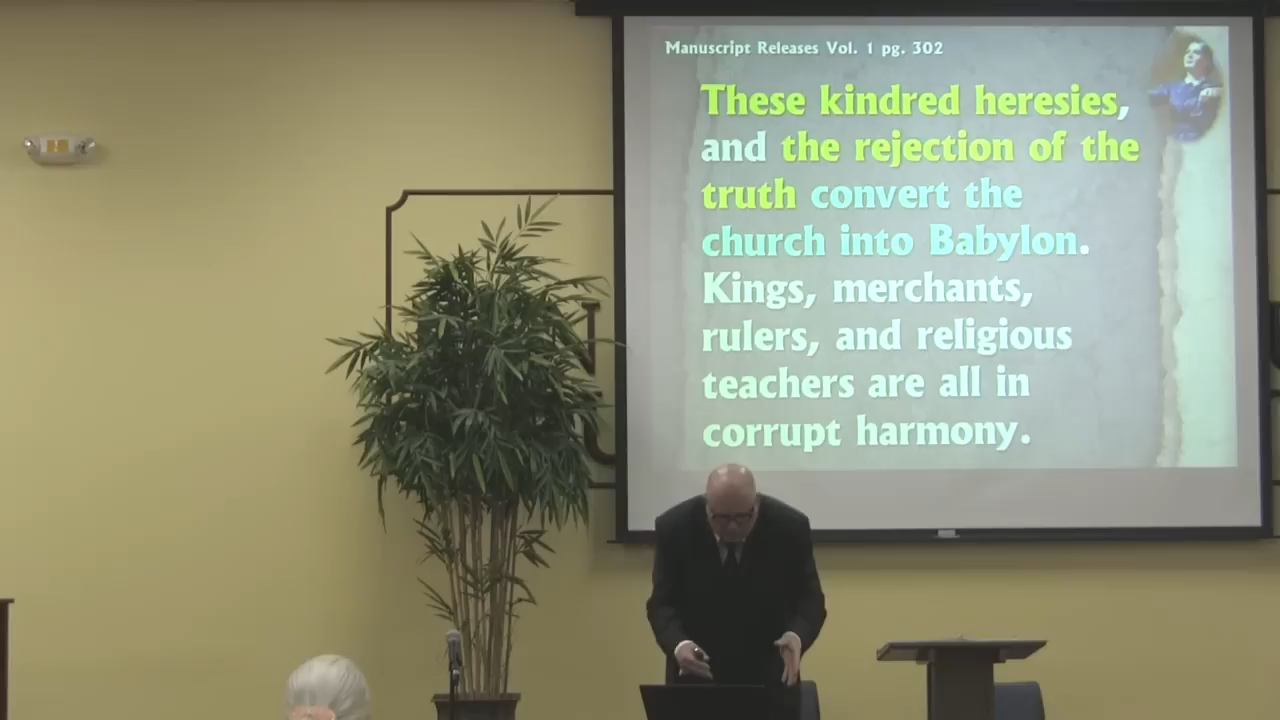 Manuscript Releases Vol. 1 pg. 302
These kindred heresies,
and the rejection of the
truth convert the
church into Babylon.
Kings, merchants,
rulers, and religious
teachers are all in
corrupt harmony.